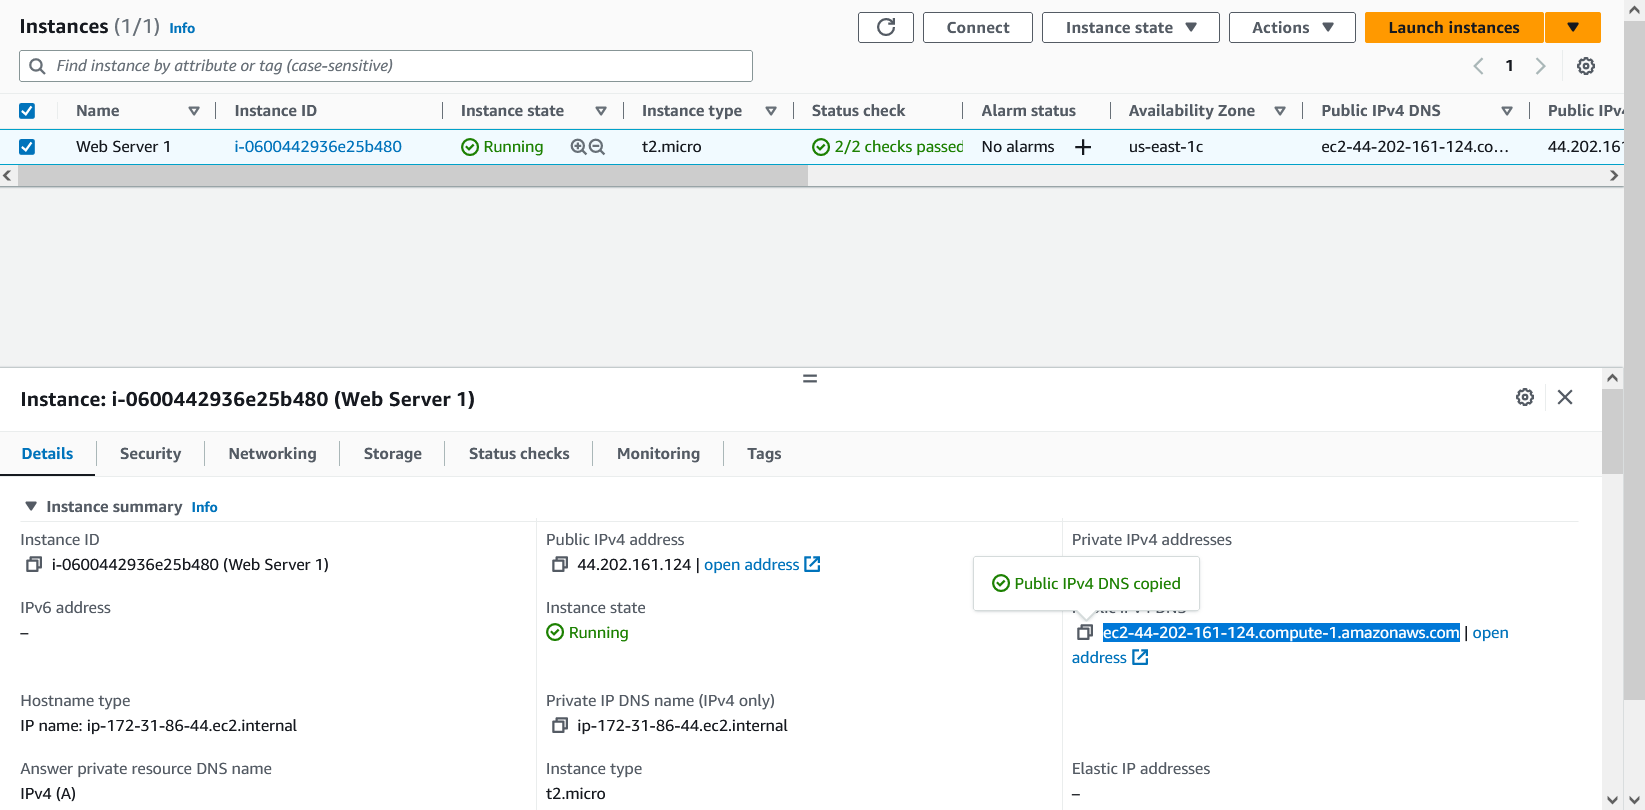 Instances (1/1) Info
Connect
Instance state
Actions
Launch instances
Find instance by attribute or tag (case-sensitive)
1
Name Instance ID Instance state Instance type Status check Alarm status Availability Zone Public IPv4 DNS Public IPv4
Web Server 1 i-0600442936e25b480 Running t2.micro 2/2 checks passed No alarms + us-east-1c ec2-44-202-161-124.co... 44.202.161
Instance: i-0600442936e25b480 (Web Server 1)
Details Security Networking Storage Status checks Monitoring Tags
Instance summary Info
Instance ID
i-0600442936e25b480 (Web Server 1)
Public IPv4 address
44.202.161.124 | open address
Private IPv4 addresses
Public IPv4 DNS copied
IPv6 address
–
Instance state
Running
Public IPv4 DNS
ec2-44-202-161-124.compute-1.amazonaws.com | open
address
Hostname type
IP name: ip-172-31-86-44.ec2.internal
Private IP DNS name (IPv4 only)
ip-172-31-86-44.ec2.internal
Answer private resource DNS name
IPv4 (A)
Instance type
t2.micro
Elastic IP addresses
–